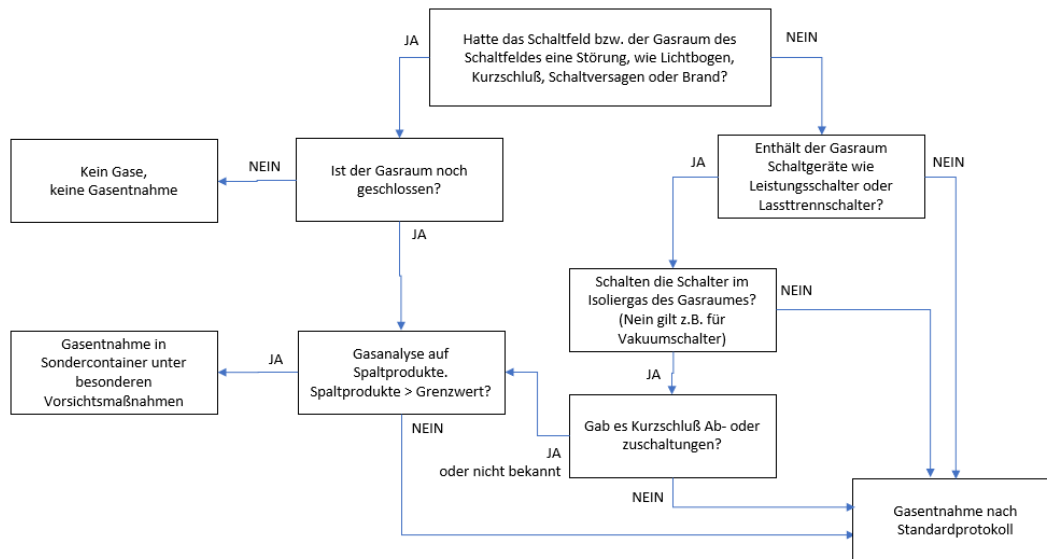 JA
Hatte das Schaltfeld bzw. der Gasraum des
Schaltfeldes eine Störung, wie Lichtbogen,
Kurzschluß, Schaltversagen oder Brand?
NEIN
Kein Gase,
keine Gasentnahme
NEIN
Ist der Gasraum noch
geschlossen?
JA
Enthält der Gasraum
Schaltgeräte wie
Leistungsschalter oder
Lassttrennschalter?
NEIN
JA
Schalten die Schalter im
Isoliergas des Gasraumes?
(Nein gilt z.B. für
Vakuumschalter)
NEIN
Gasentnahme in
Sondercontainer unter
besonderen
Vorsichtsmaßnahmen
JA
Gasanalyse auf
Spaltprodukte.
Spaltprodukte > Grenzwert?
JA
NEIN
JA
oder nicht bekannt
Gab es Kurzschluß Ab- oder
zuschaltungen?
NEIN
Gasentnahme nach
Standardprotokoll